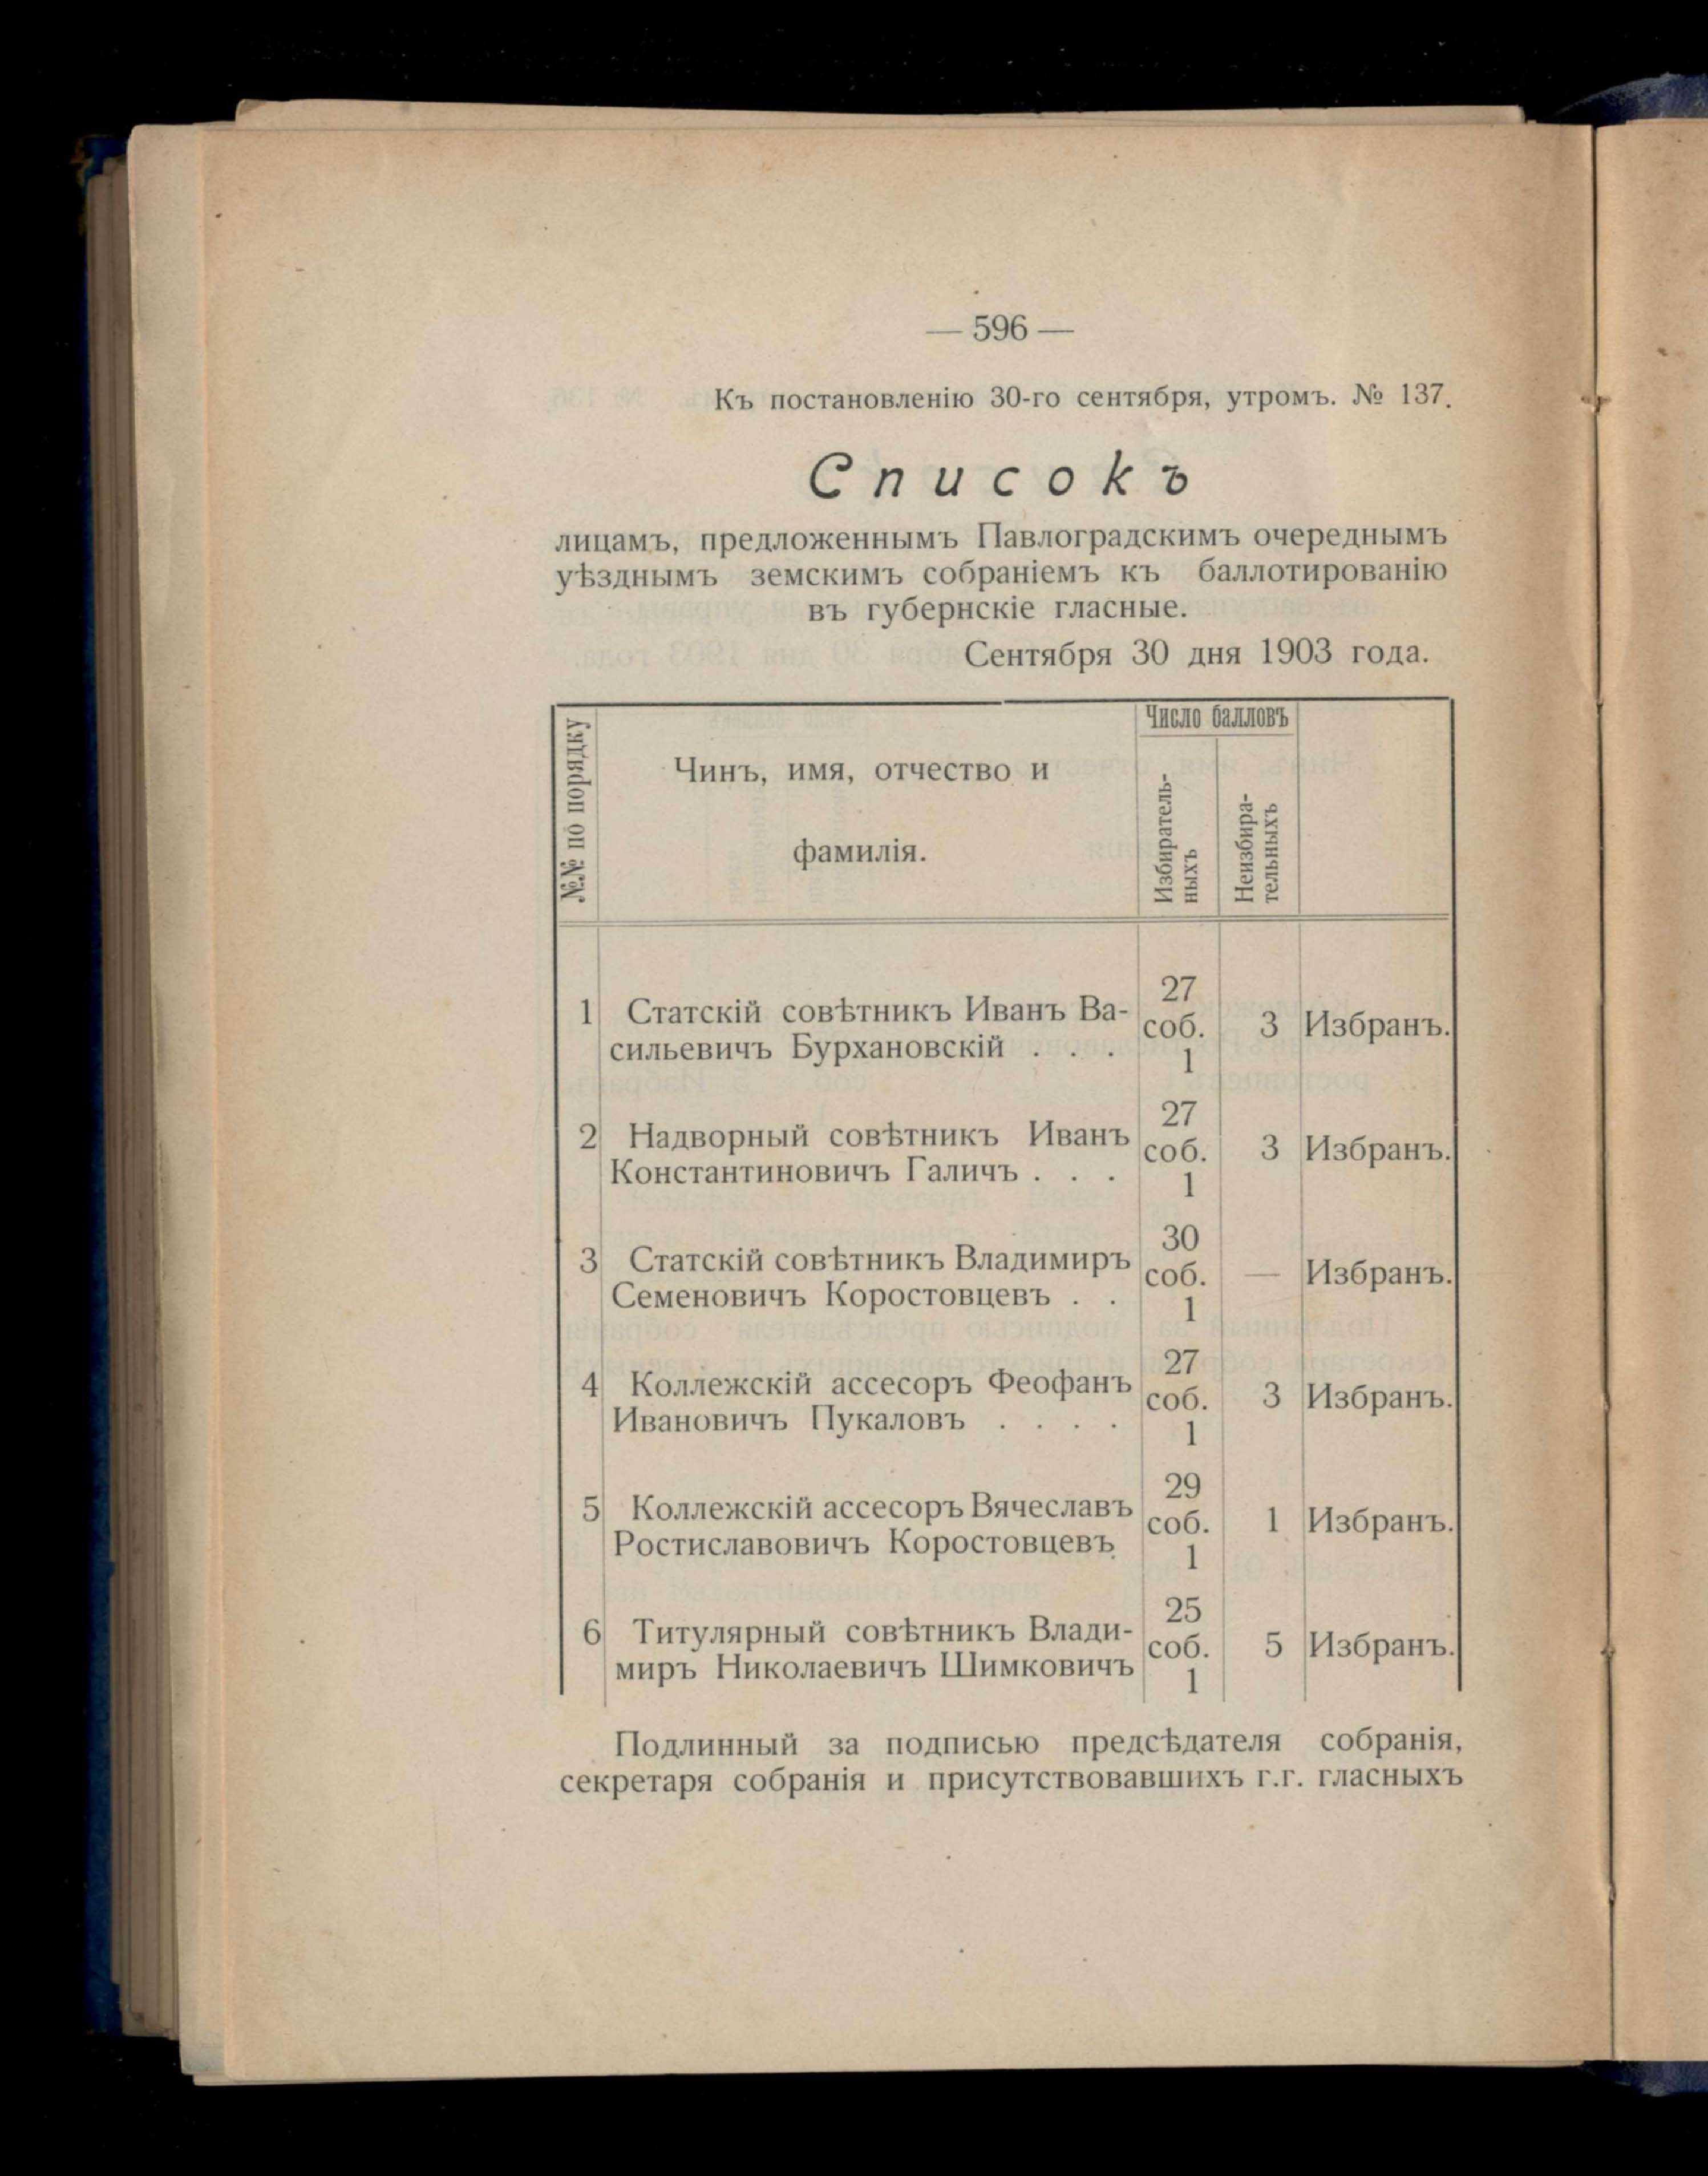 — 596 —
Къ постановленію 30-го сентября, утромъ. № 137.
Списокъ
лицамъ, предложеннымъ Павлоградскимъ очереднымъ
уѣзднымъ земскимъ собраніемъ къ баллотированію
въ губернскіе гласные.
Сентября 30 дня 1903 года.
№№ по порядку
Чинъ, имя, отчество и
фамилія.
Число балловъ
Избиратель-
ныхъ
Неизбира-
тельныхъ
1 Статскій совѣтникъ Иванъ Ва-
сильевичъ Бурхановскій . . .
27
соб.
1
3 Избранъ.
2 Надворный совѣтникъ Иванъ
Константиновичъ Галичъ . . .
27
соб.
1
3 Избранъ.
3 Статскій совѣтникъ Владимиръ
Семеновичъ Коростовцевъ . .
30
соб.
1
— Избранъ.
4 Коллежскій ассесоръ Феофанъ
Ивановичъ Пукаловъ . . . .
27
соб.
1
3 Избранъ.
5 Коллежскій ассесоръ Вячеславъ
Ростиславовичъ Коростовцевъ
29
соб.
1
1 Избранъ.
6 Титулярный совѣтникъ Влади-
миръ Николаевичъ Шимковичъ
25
соб.
1
5 Избранъ.
Подлинный за подписью предсѣдателя собранія,
секретаря собранія и присутствовавшихъ г.г. гласныхъ